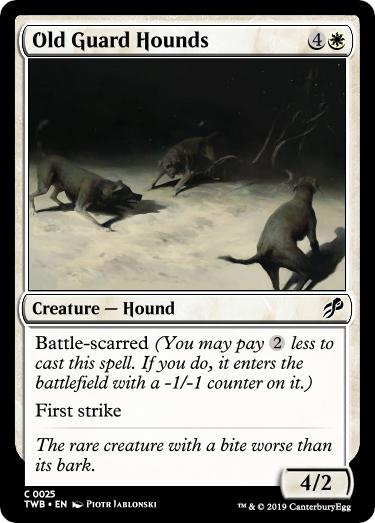 Old Guard Hounds 4
Creature — Hound
Battle-scarred (You may pay 2 less to
cast this spell. If you do, it enters the
battlefield with a -1/-1 counter on it.)
First strike
The rare creature with a bite worse than
its bark.
4/2
C 0025
TWB • EN Piotr Jablonski
™ & © 2019 CanterburyEgg